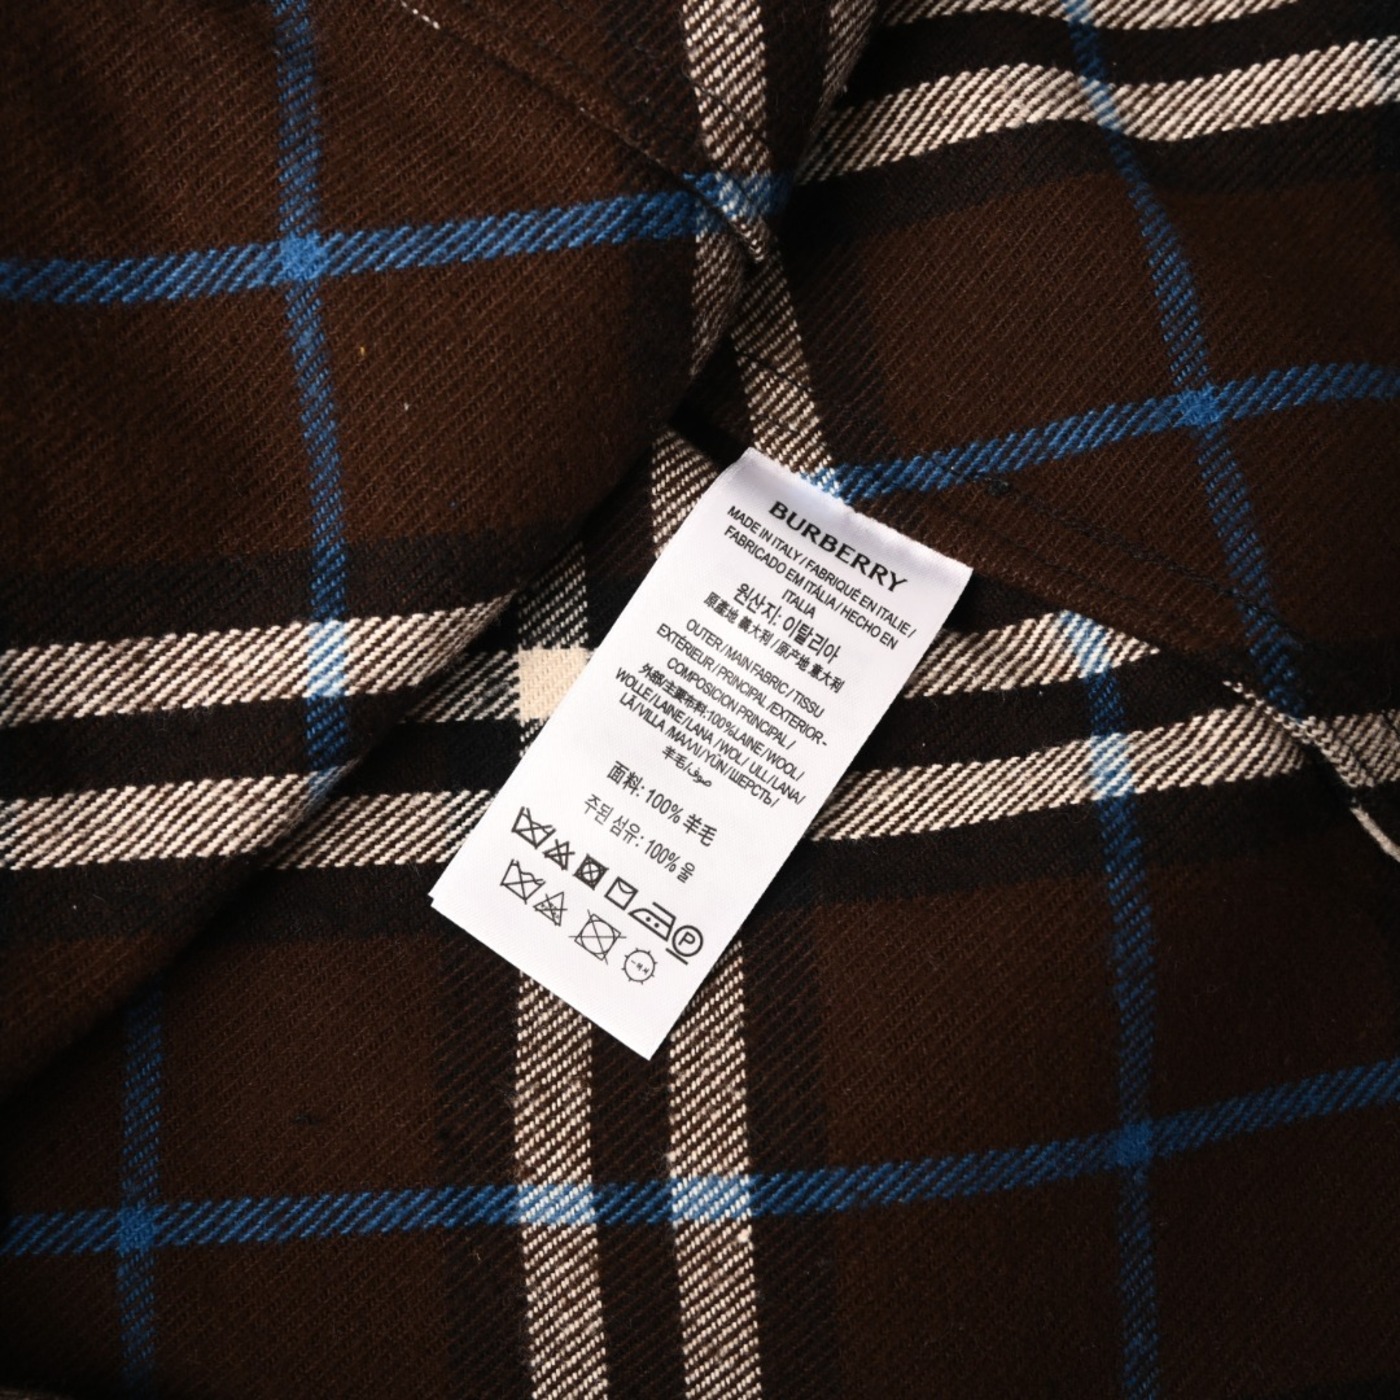 BURBERRY
MADE IN ITALY / FABRIQUÉ EN ITALIE /
FABRICADO EM ITÁLIA / HECHO EN
ITALIA
원산지: 이탈리아
原產地 意大利 / 原产地 意大利
OUTER / MAIN FABRIC / TISSU
EXTÉRIEUR / PRINCIPAL / EXTERIOR -
COMPOSICION PRINCIPAL /
外部/主要布料:100%LAINE / WOOL /
WOLLE / LAINE / LANA / WOL / ULL / LANA /
LÃ / VILLA / ΜΑΛΛΙ / YÜN / ШЕРСТЬ /
羊毛 / صوف
面料: 100% 羊毛
주된 섬유: 100% 울
P